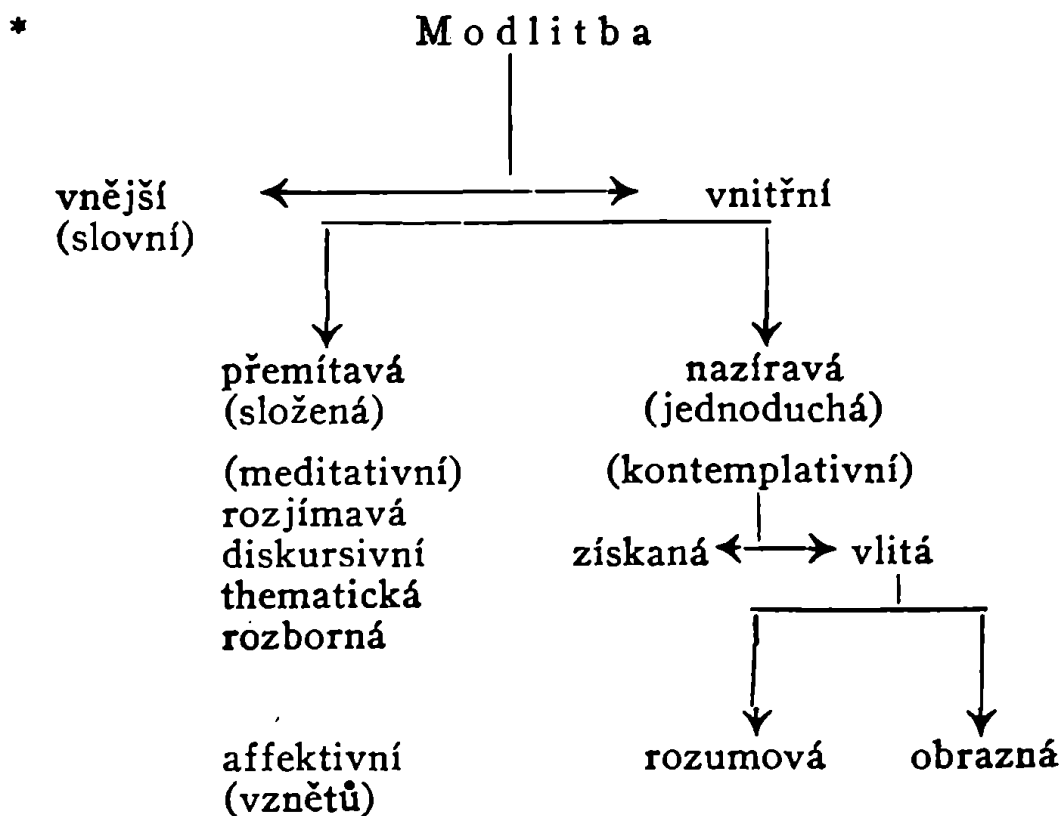 *
Modlitba
vnější
vnitřní
(slovní)
přemítavá
nazíravá
(složená)
(jednoduchá)
(meditativní)
(kontemplativní)
rozjímavá
diskursivní
získaná
vlitá
thematická
rozborná
affektivní
rozumová
obrazná
(vznětů)